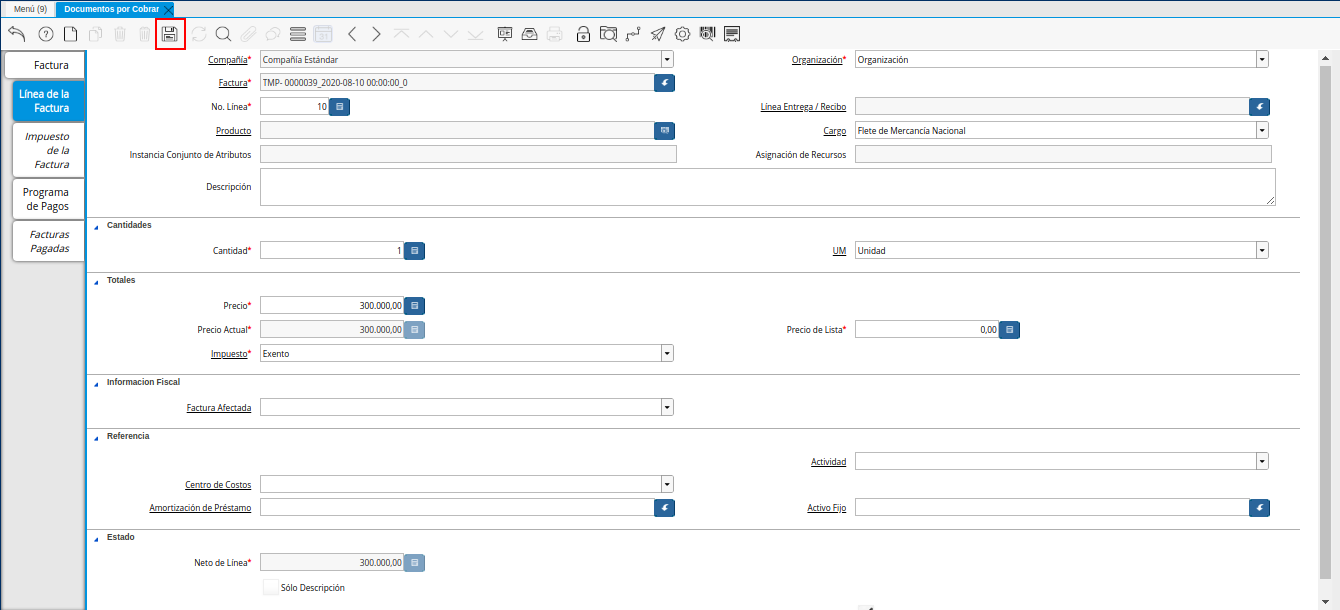 Menú (9)
Documentos por Cobrar
Factura
Línea de la
Factura
Impuesto
de la
Factura
Programa
de Pagos
Facturas
Pagadas
Compañía* Compañía Estándar
Organización* Organización
Factura* TMP- 0000039_2020-08-10 00:00:00_0
No. Línea* 10
Línea Entrega / Recibo
Producto
Cargo Flete de Mercancía Nacional
Instancia Conjunto de Atributos
Asignación de Recursos
Descripción
Cantidades
Cantidad* 1
UM Unidad
Totales
Precio* 300.000,00
Precio Actual* 300.000,00
Precio de Lista* 0,00
Impuesto* Exento
Informacion Fiscal
Factura Afectada
Referencia
Actividad
Centro de Costos
Amortización de Préstamo
Activo Fijo
Estado
Neto de Línea* 300.000,00
Sólo Descripción